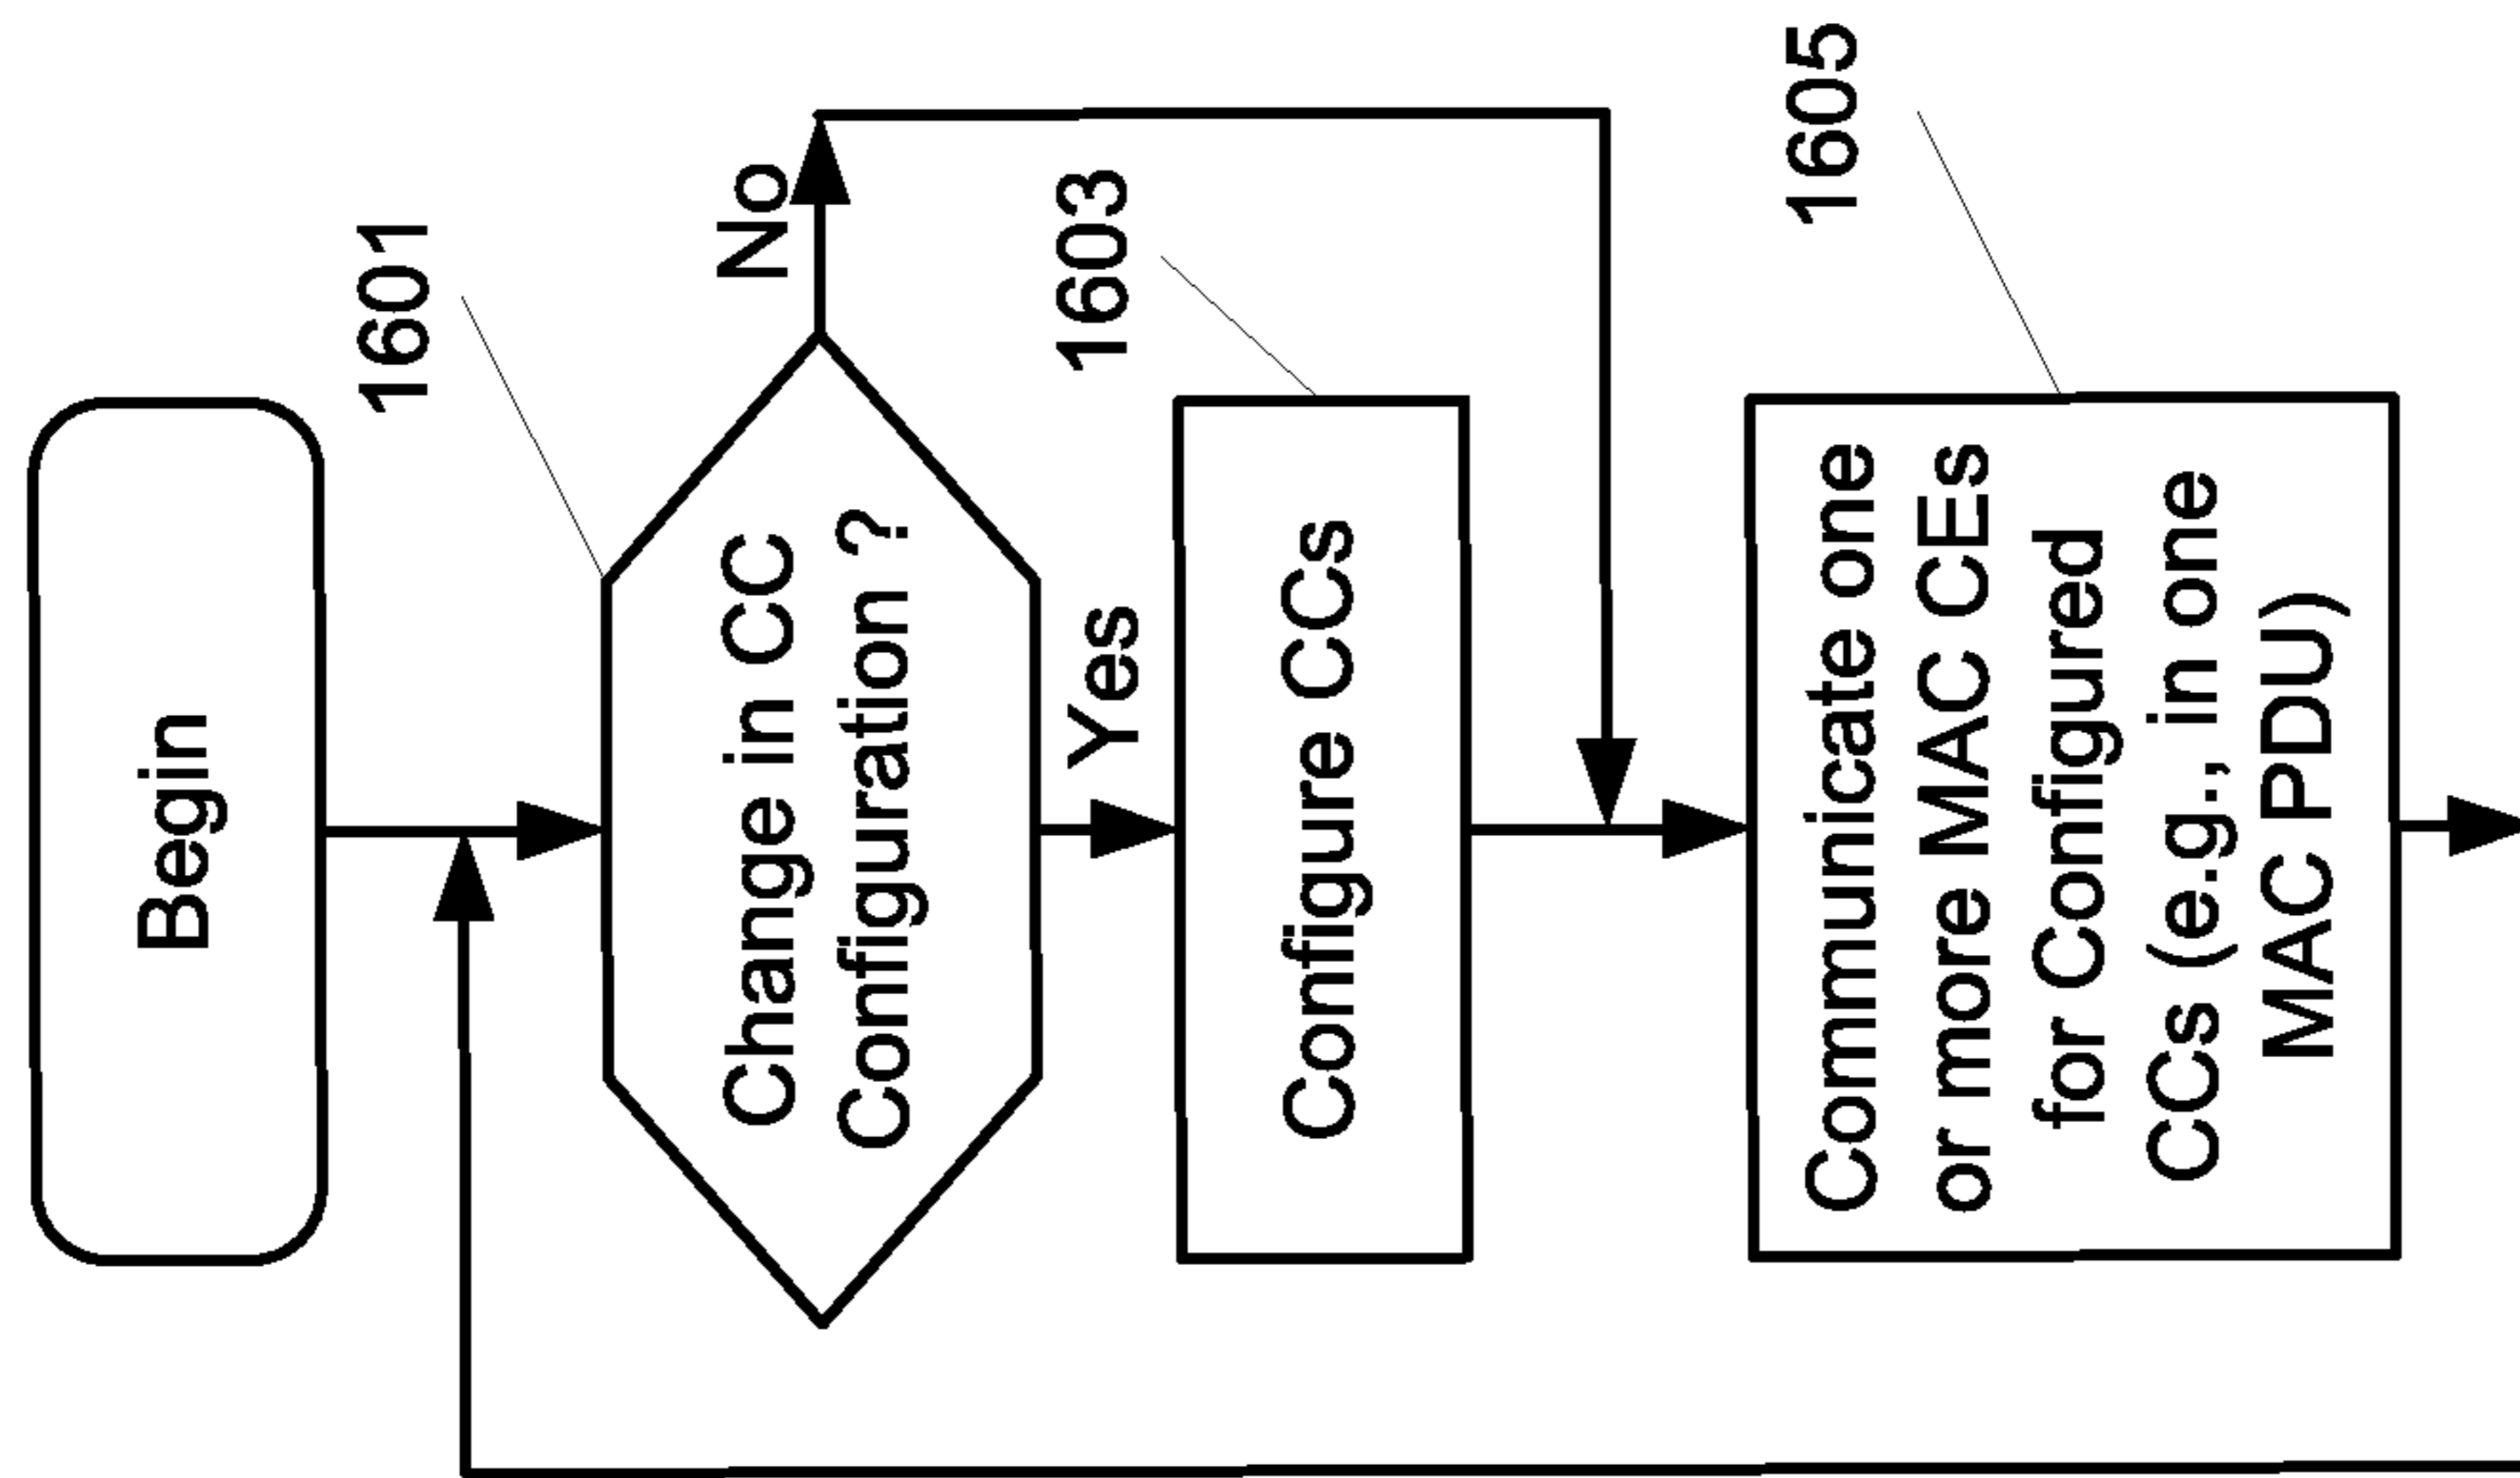 Begin
1601
Change in CC
Configuration ?
No
Yes
1603
Configure CCs
1605
Communicate one
or more MAC CEs
for Configured
CCs (e.g., in one
MAC PDU)